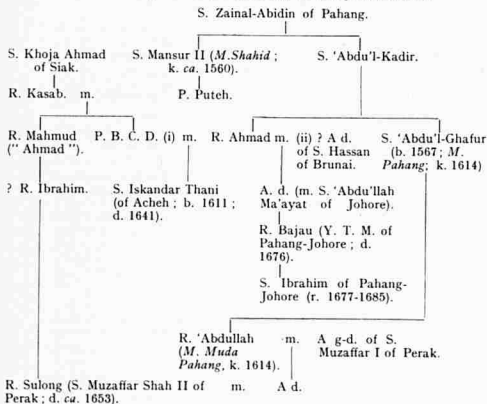 S. Zainal-Abidin of Pahang.
S. Khoja Ahmad of Siak.
S. Mansur II (M.Shahid ; k. ca. 1560).
S. 'Abdu'l-Kadir.
R. Kasab. m.
P. Puteh.
R. Mahmud (" Ahmad ").
P. B. C. D. (i) m.
R. Ahmad m. (ii) ? A d. of S. Hassan of Brunai.
S. 'Abdu'l-Ghafur (b. 1567 ; M. Pahang; k. 1614)
? R. Ibrahim.
S. Iskandar Thani (of Acheh ; b. 1611 ; d. 1641).
A. d. (m. S. 'Abdu'llah Ma'ayat of Johore).
R. Bajau (Y. T. M. of Pahang-Johore ; d. 1676).
S. Ibrahim of Pahang-Johore (r. 1677-1685).
R. 'Abdullah (M. Muda Pahang, k. 1614).
m.
A g-d. of S. Muzaffar I of Perak.
R. Sulong (S. Muzaffar Shah II of Perak ; d. ca. 1653).
m.
A d.